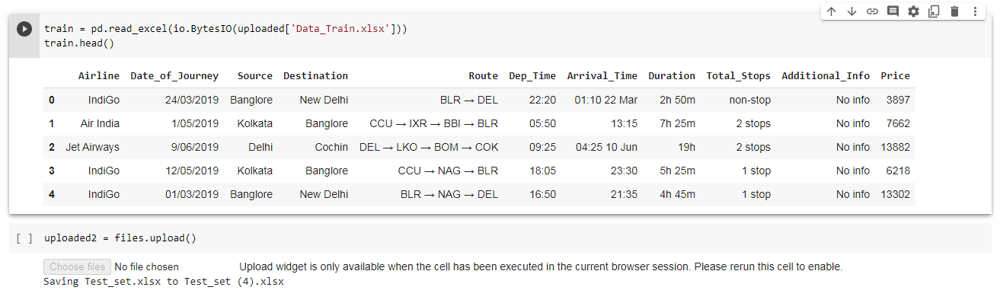 train = pd.read_excel(io.BytesIO(uploaded['Data_Train.xlsx']))
train.head()
Airline Date_of_Journey Source Destination Route Dep_Time Arrival_Time Duration Total_Stops Additional_Info Price
0 IndiGo 24/03/2019 Banglore New Delhi BLR → DEL 22:20 01:10 22 Mar 2h 50m non-stop No info 3897
1 Air India 1/05/2019 Kolkata Banglore CCU → IXR → BBI → BLR 05:50 13:15 7h 25m 2 stops No info 7662
2 Jet Airways 9/06/2019 Delhi Cochin DEL → LKO → BOM → COK 09:25 04:25 10 Jun 19h 2 stops No info 13882
3 IndiGo 12/05/2019 Kolkata Banglore CCU → NAG → BLR 18:05 23:30 5h 25m 1 stop No info 6218
4 IndiGo 01/03/2019 Banglore New Delhi BLR → NAG → DEL 16:50 21:35 4h 45m 1 stop No info 13302
[ ] uploaded2 = files.upload()
Choose files No file chosen Upload widget is only available when the cell has been executed in the current browser session. Please rerun this cell to enable.
Saving Test_set.xlsx to Test_set (4).xlsx